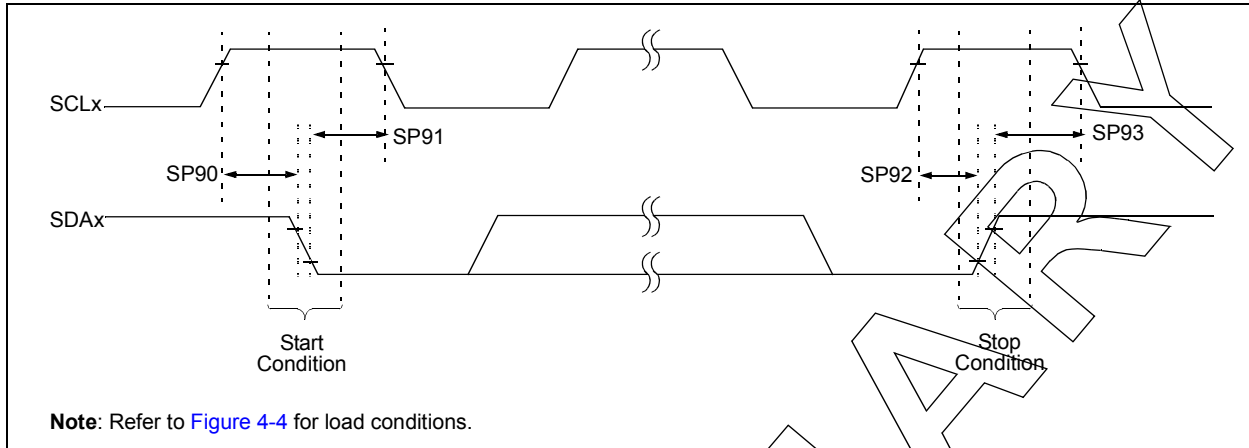 SCLx
SP91
SP93
SP90
SP92
SDAx
Start
Condition
Stop
Condition
Note: Refer to Figure 4-4 for load conditions.
ARY